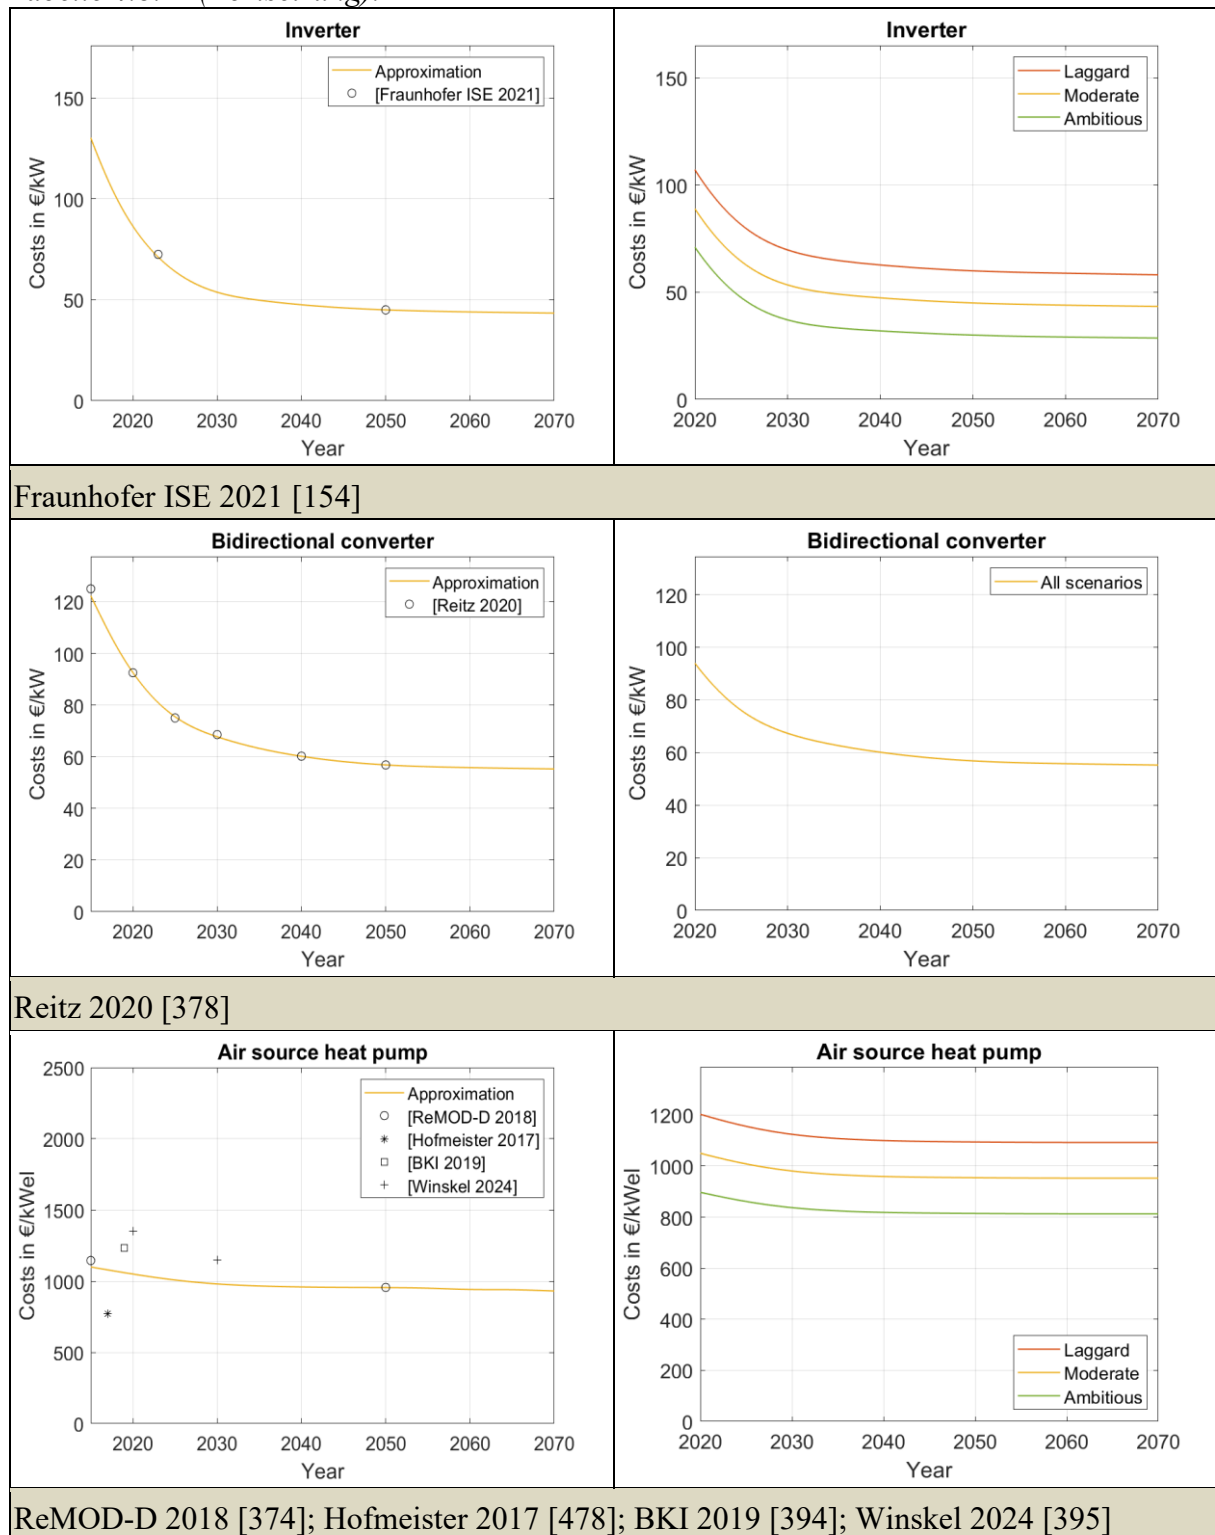 Inverter
150
100
50
0
Costs in €/kW
2020 2030 2040 2050 2060 2070
Year
Approximation
[Fraunhofer ISE 2021]
Inverter
150
100
50
0
Costs in €/kW
2020 2030 2040 2050 2060 2070
Year
Laggard
Moderate
Ambitious
Fraunhofer ISE 2021 [154]
Bidirectional converter
120
100
80
60
40
20
0
Costs in €/kW
2020 2030 2040 2050 2060 2070
Year
Approximation
[Reitz 2020]
Bidirectional converter
120
100
80
60
40
20
0
Costs in €/kW
2020 2030 2040 2050 2060 2070
Year
All scenarios
Reitz 2020 [378]
Air source heat pump
2500
2000
1500
1000
500
0
Costs in €/kWel
2020 2030 2040 2050 2060 2070
Year
Approximation
[ReMOD-D 2018]
[Hofmeister 2017]
[BKI 2019]
[Winskel 2024]
Air source heat pump
1200
1000
800
600
400
200
0
Costs in €/kWel
2020 2030 2040 2050 2060 2070
Year
Laggard
Moderate
Ambitious
ReMOD-D 2018 [374]; Hofmeister 2017 [478]; BKI 2019 [394]; Winskel 2024 [395]